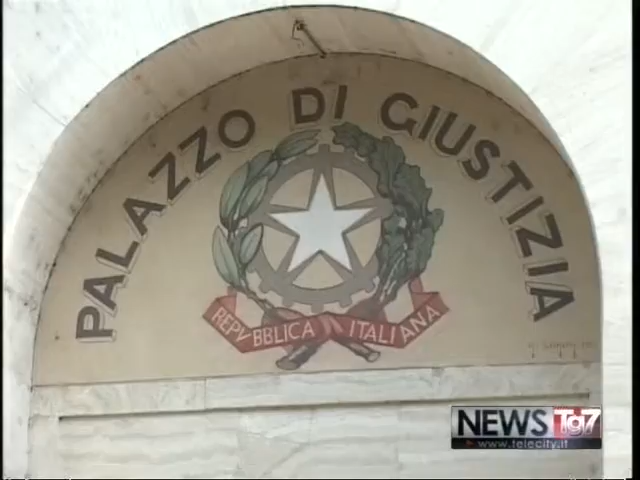 PALAZZO DI GIUSTIZIA
REPVBBLICA ITALIANA
NEWS Tg7
www.telecity.it